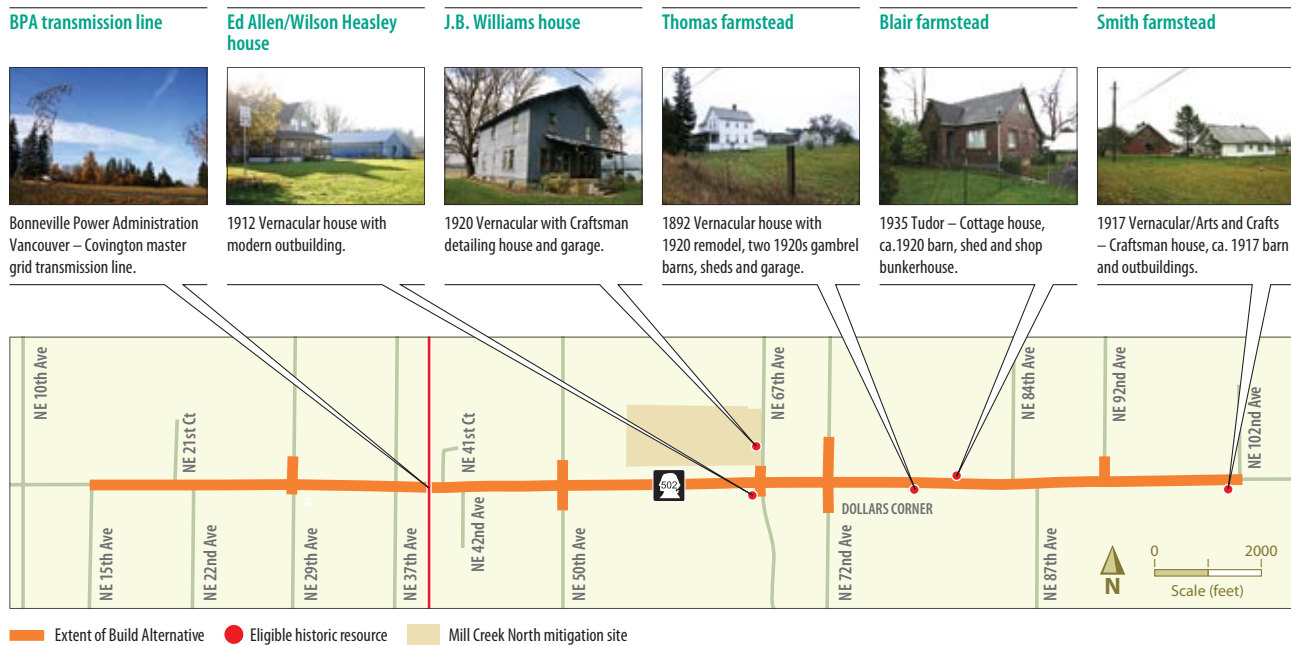 BPA transmission line
Bonneville Power Administration
Vancouver – Covington master
grid transmission line.
Ed Allen/Wilson Heasley
house
1912 Vernacular house with
modern outbuilding.
J.B. Williams house
1920 Vernacular with Craftsman
detailing house and garage.
Thomas farmstead
1892 Vernacular house with
1920 remodel, two 1920s gambrel
barns, sheds and garage.
Blair farmstead
1935 Tudor – Cottage house,
ca.1920 barn, shed and shop
bunkerhouse.
Smith farmstead
1917 Vernacular/Arts and Crafts
– Craftsman house, ca. 1917 barn
and outbuildings.
NE 10th Ave
NE 15th Ave
NE 21st Ct
NE 22nd Ave
NE 29th Ave
4
NE 37th Ave
NE 41st Ct
NE 42nd Ave
NE 50th Ave
502
NE 67th Ave
NE 72nd Ave
DOLLARS CORNER
NE 84th Ave
NE 87th Ave
NE 92nd Ave
NE 102nd Ave
N
0 2000
Scale (feet)
Extent of Build Alternative
Eligible historic resource
Mill Creek North mitigation site